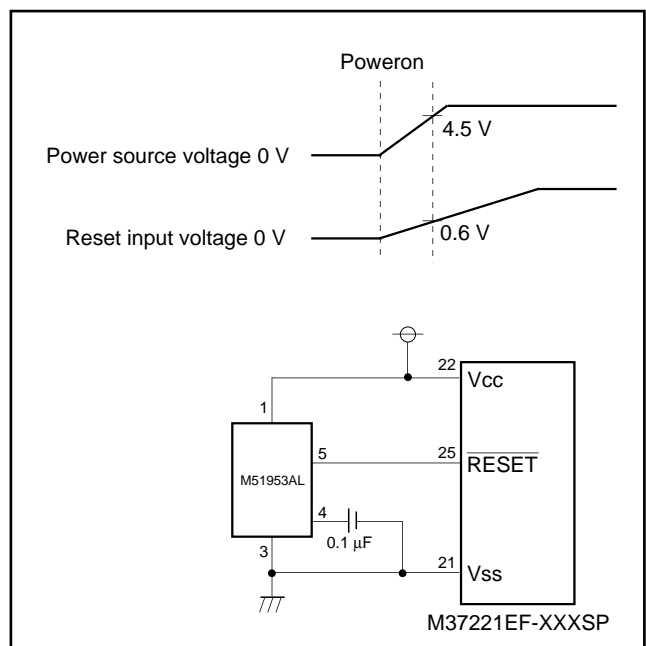 Poweron
4.5 V
Power source voltage 0 V
0.6 V
Reset input voltage 0 V
22
Vcc
1
5
25
RESET
M51953AL
4
0.1 μF
3
21
Vss
M37221EF-XXXSP